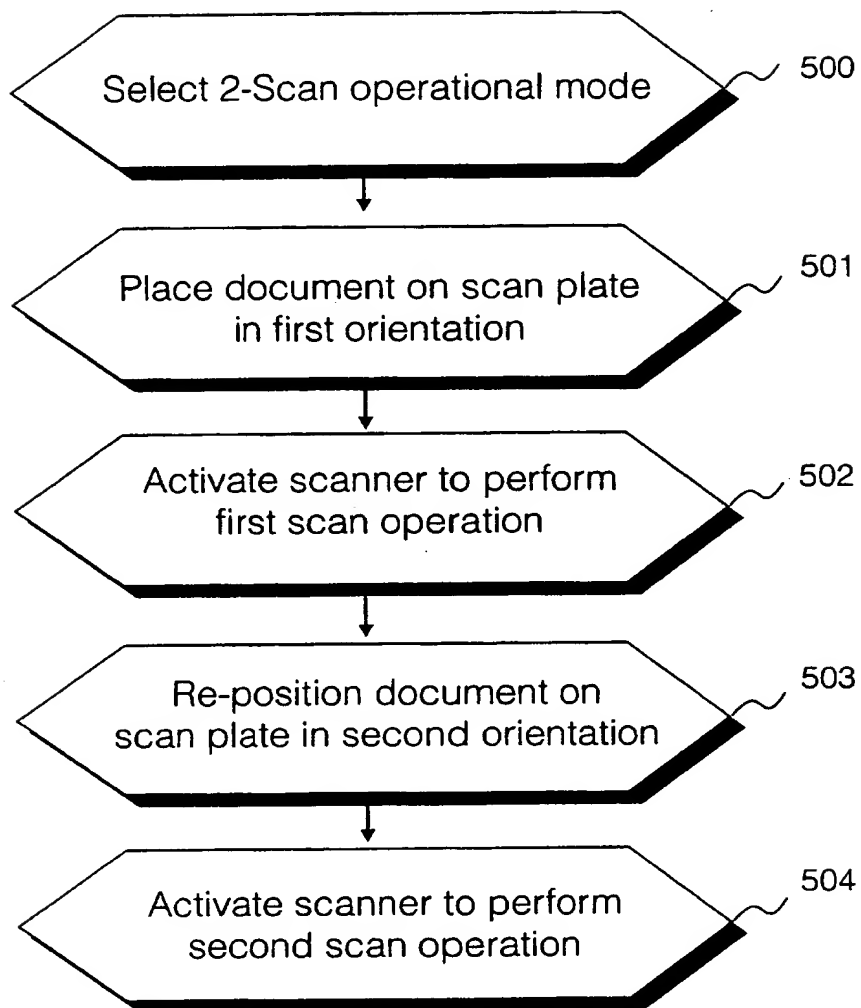 Select 2-Scan operational mode
500
Place document on scan plate
in first orientation
501
Activate scanner to perform
first scan operation
502
Re-position document on
scan plate in second orientation
503
Activate scanner to perform
second scan operation
504